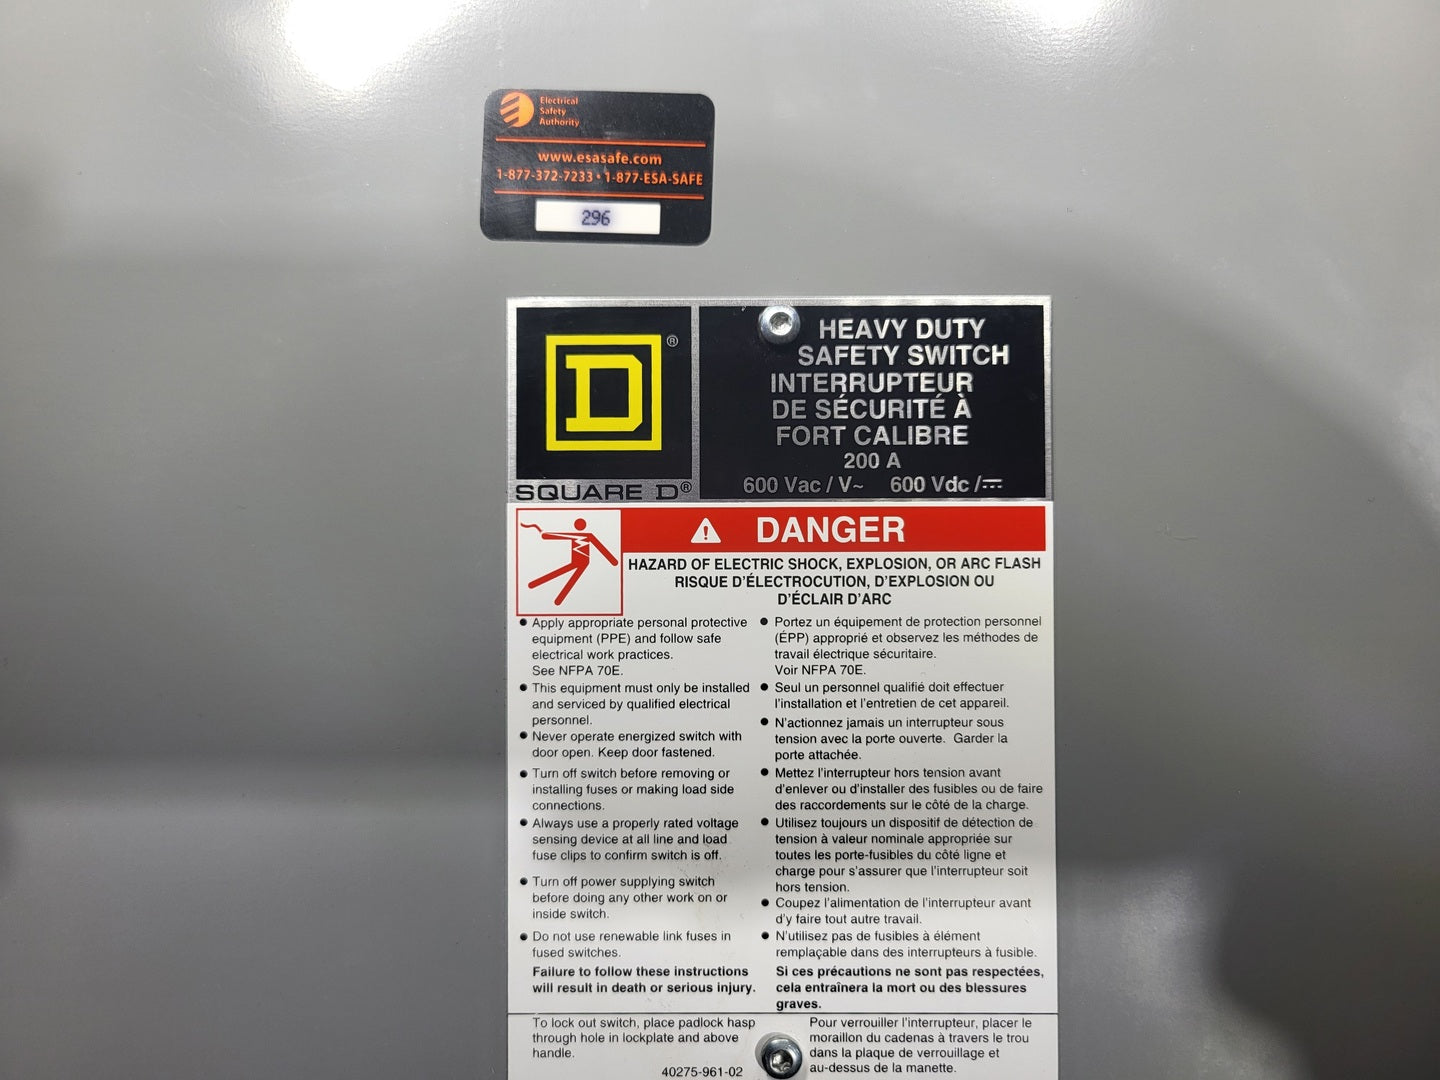 Electrical
Safety
Authority
www.esasafe.com
1-877-372-7233 • 1-877-ESA-SAFE
296
D®
SQUARE D®
HEAVY DUTY
SAFETY SWITCH
INTERRUPTEUR
DE SÉCURITÉ À
FORT CALIBRE
200 A
600 Vac / V~ 600 Vdc /⎓
DANGER
HAZARD OF ELECTRIC SHOCK, EXPLOSION, OR ARC FLASH
RISQUE D'ÉLECTROCUTION, D'EXPLOSION OU
D'ÉCLAIR D'ARC
• Apply appropriate personal protective
equipment (PPE) and follow safe
electrical work practices.
See NFPA 70E.
• This equipment must only be installed
and serviced by qualified electrical
personnel.
• Never operate energized switch with
door open. Keep door fastened.
• Turn off switch before removing or
installing fuses or making load side
connections.
• Always use a properly rated voltage
sensing device at all line and load
fuse clips to confirm switch is off.
• Turn off power supplying switch
before doing any other work on or
inside switch.
• Do not use renewable link fuses in
fused switches.
Failure to follow these instructions
will result in death or serious injury.
• Portez un équipement de protection personnel
(ÉPP) approprié et observez les méthodes de
travail électrique sécuritaire.
Voir NFPA 70E.
• Seul un personnel qualifié doit effectuer
l'installation et l'entretien de cet appareil.
• N'actionnez jamais un interrupteur sous
tension avec la porte ouverte. Garder la
porte attachée.
• Mettez l'interrupteur hors tension avant
d'enlever ou d'installer des fusibles ou de faire
des raccordements sur le côté de la charge.
• Utilisez toujours un dispositif de détection de
tension à valeur nominale appropriée sur
toutes les porte-fusibles du côté ligne et
charge pour s'assurer que l'interrupteur soit
hors tension.
• Coupez l'alimentation de l'interrupteur avant
d'y faire tout autre travail.
• N'utilisez pas de fusibles à élément
remplaçable dans des interrupteurs à fusible.
Si ces précautions ne sont pas respectées,
cela entraînera la mort ou des blessures
graves.
To lock out switch, place padlock hasp
through hole in lockplate and above
handle.
40275-961-02
Pour verrouiller l'interrupteur, placer le
moraillon du cadenas à travers le trou
dans la plaque de verrouillage et
au-dessus de la manette.